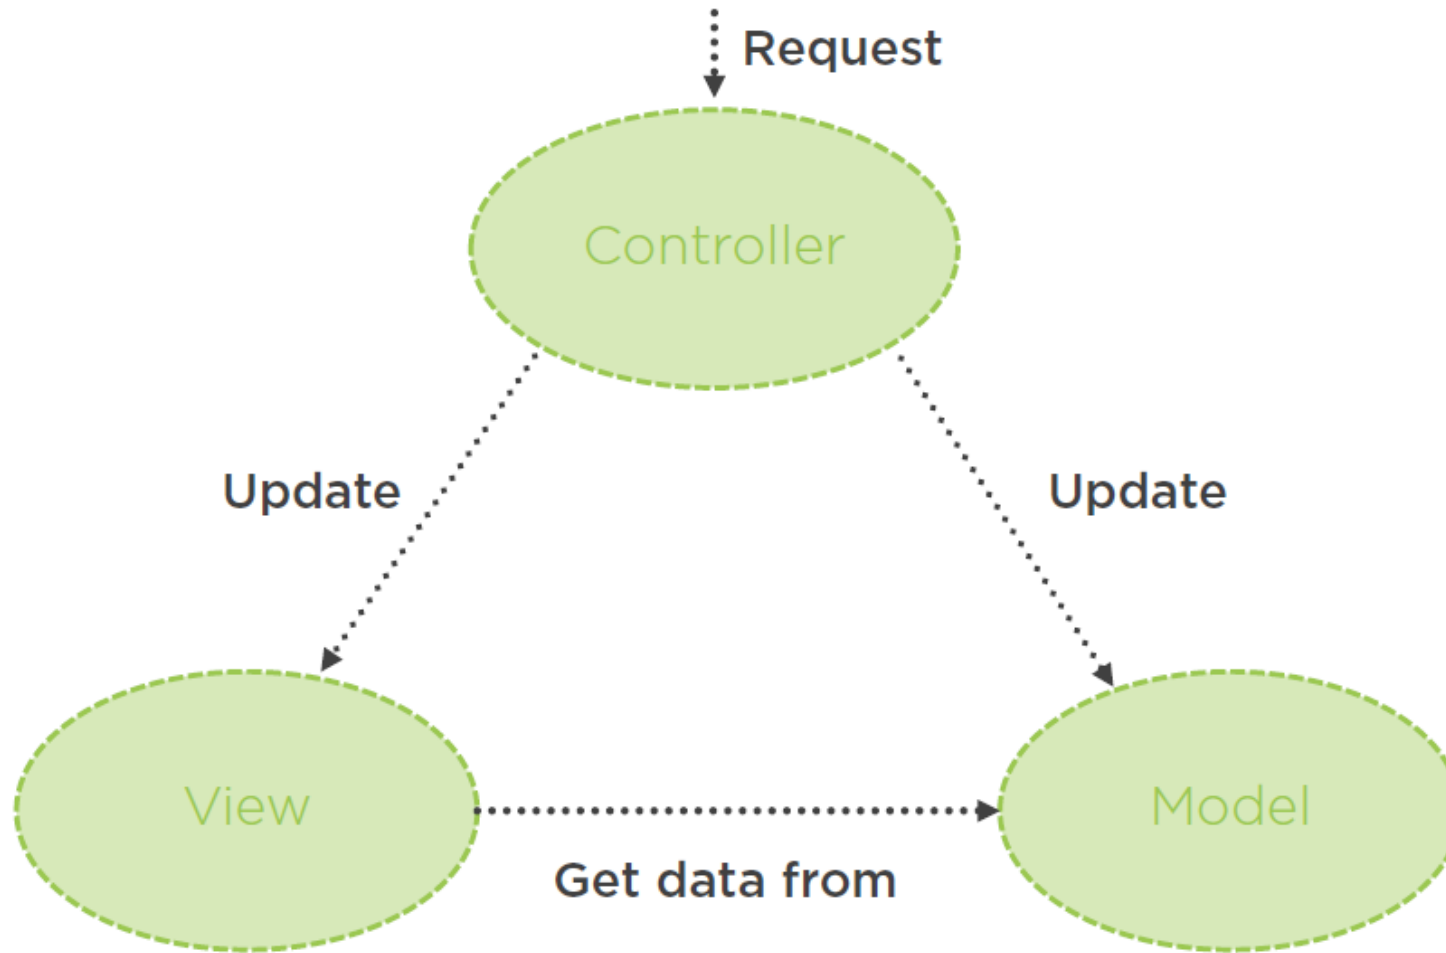 Request
Controller
Update
Update
View
Model
Get data from